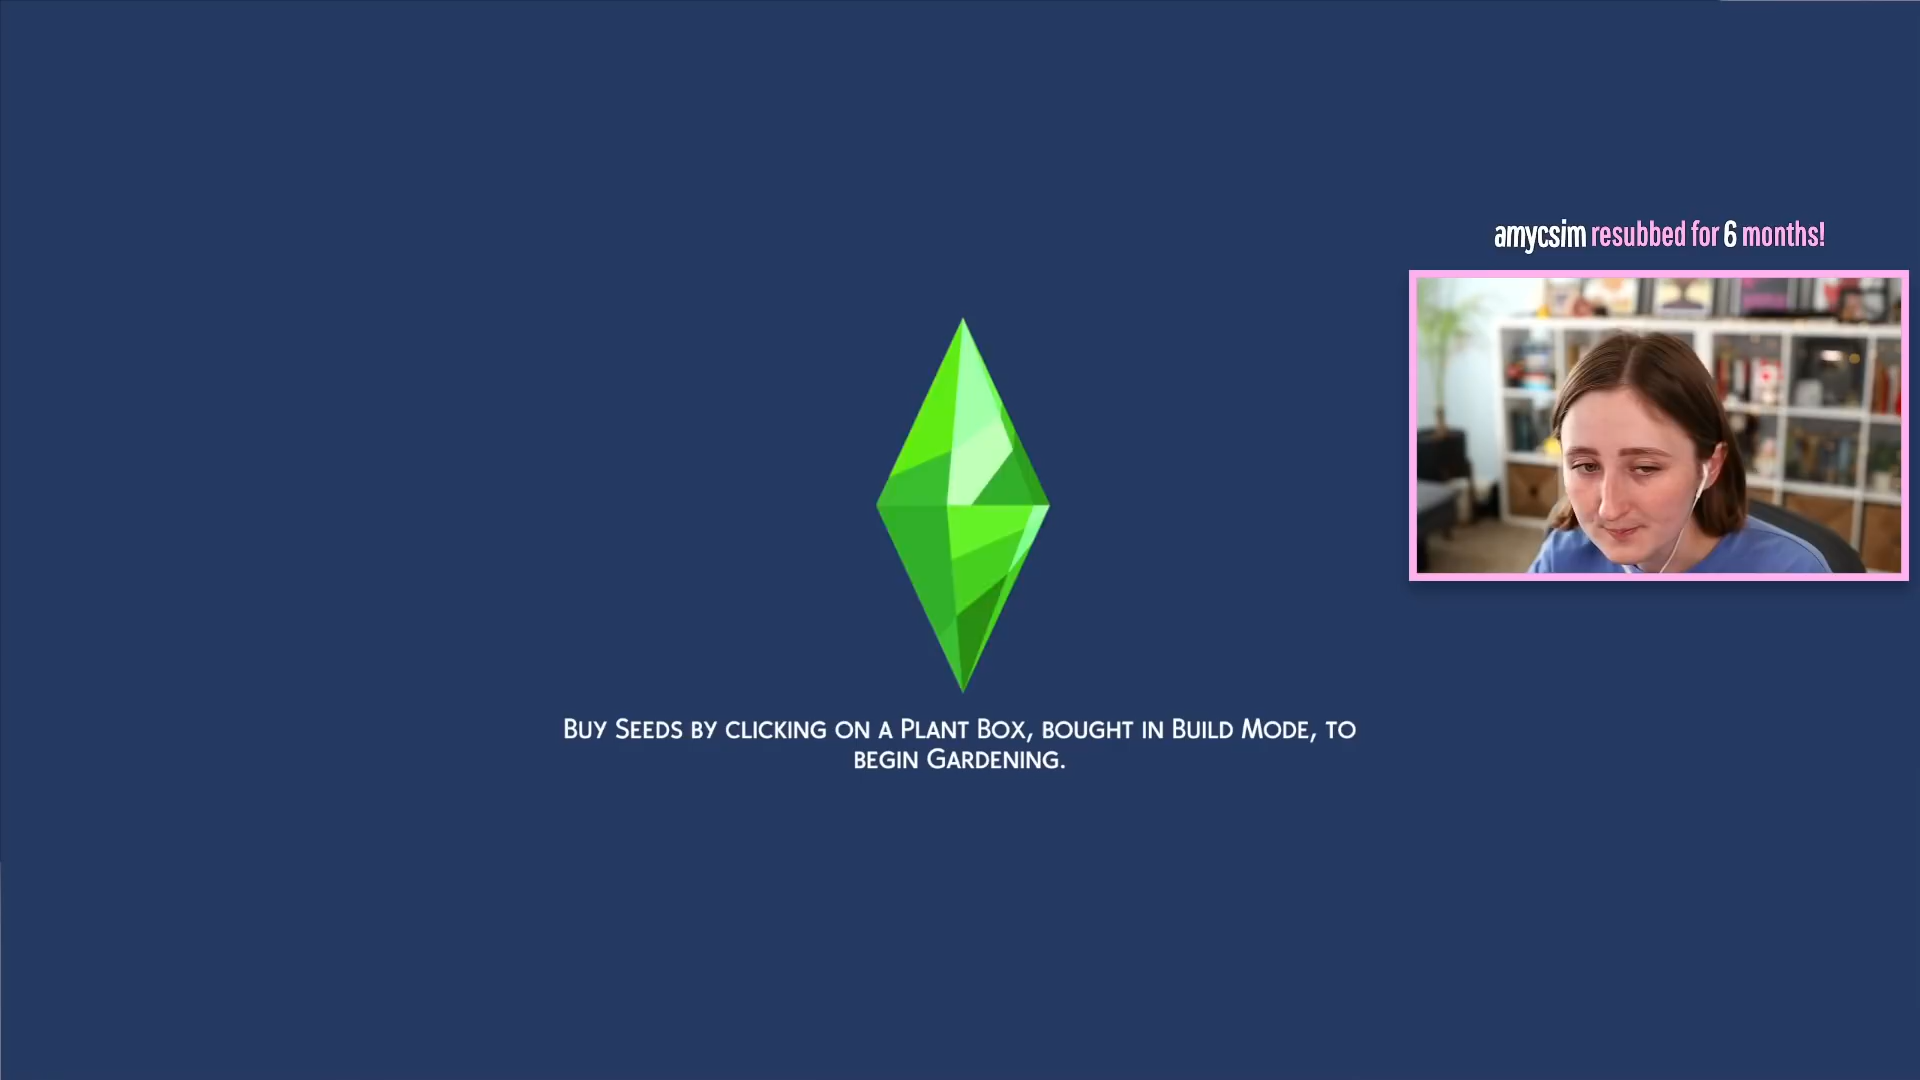 amycsim resubbed for 6 months!
Buy Seeds by clicking on a Plant Box, bought in Build Mode, to
begin Gardening.